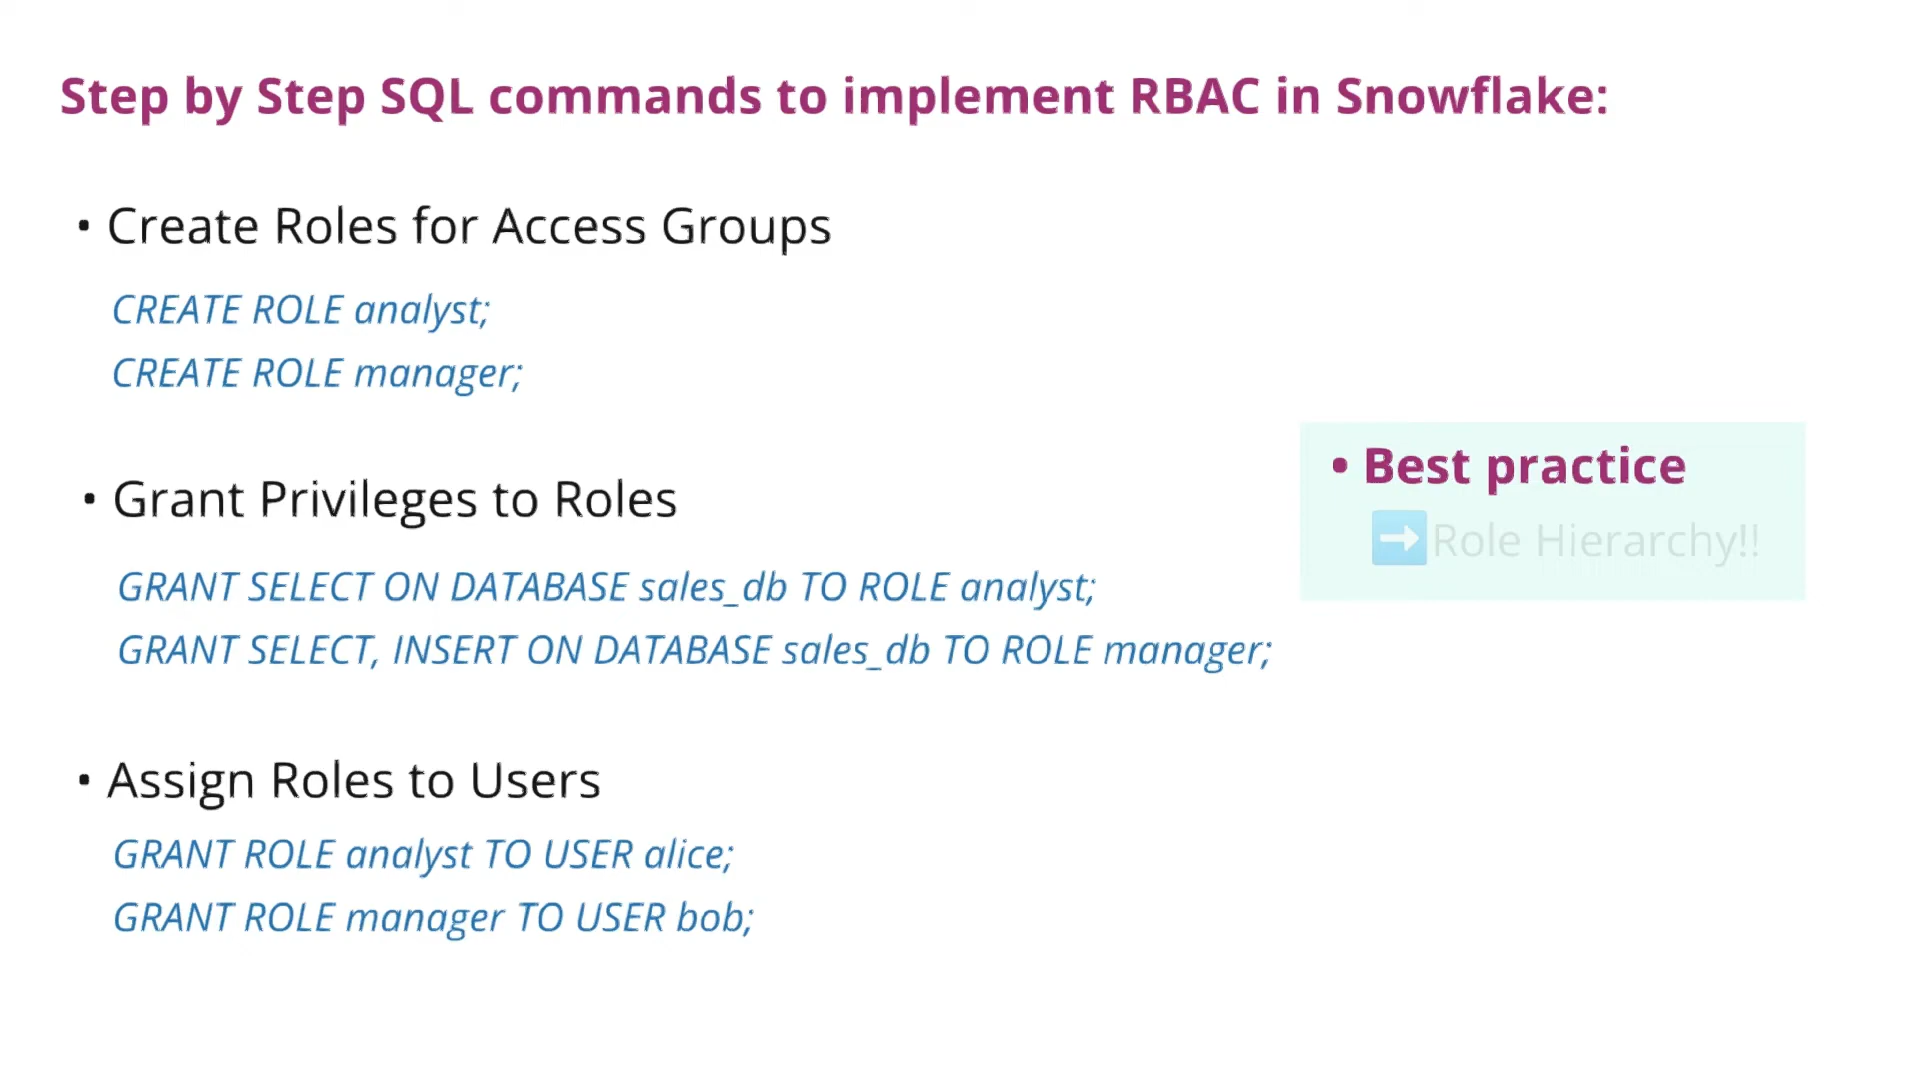 Step by Step SQL commands to implement RBAC in Snowflake:
• Create Roles for Access Groups
CREATE ROLE analyst;
CREATE ROLE manager;
• Grant Privileges to Roles
GRANT SELECT ON DATABASE sales_db TO ROLE analyst;
GRANT SELECT, INSERT ON DATABASE sales_db TO ROLE manager;
• Assign Roles to Users
GRANT ROLE analyst TO USER alice;
GRANT ROLE manager TO USER bob;
• Best practice
➡Role Hierarchy!!